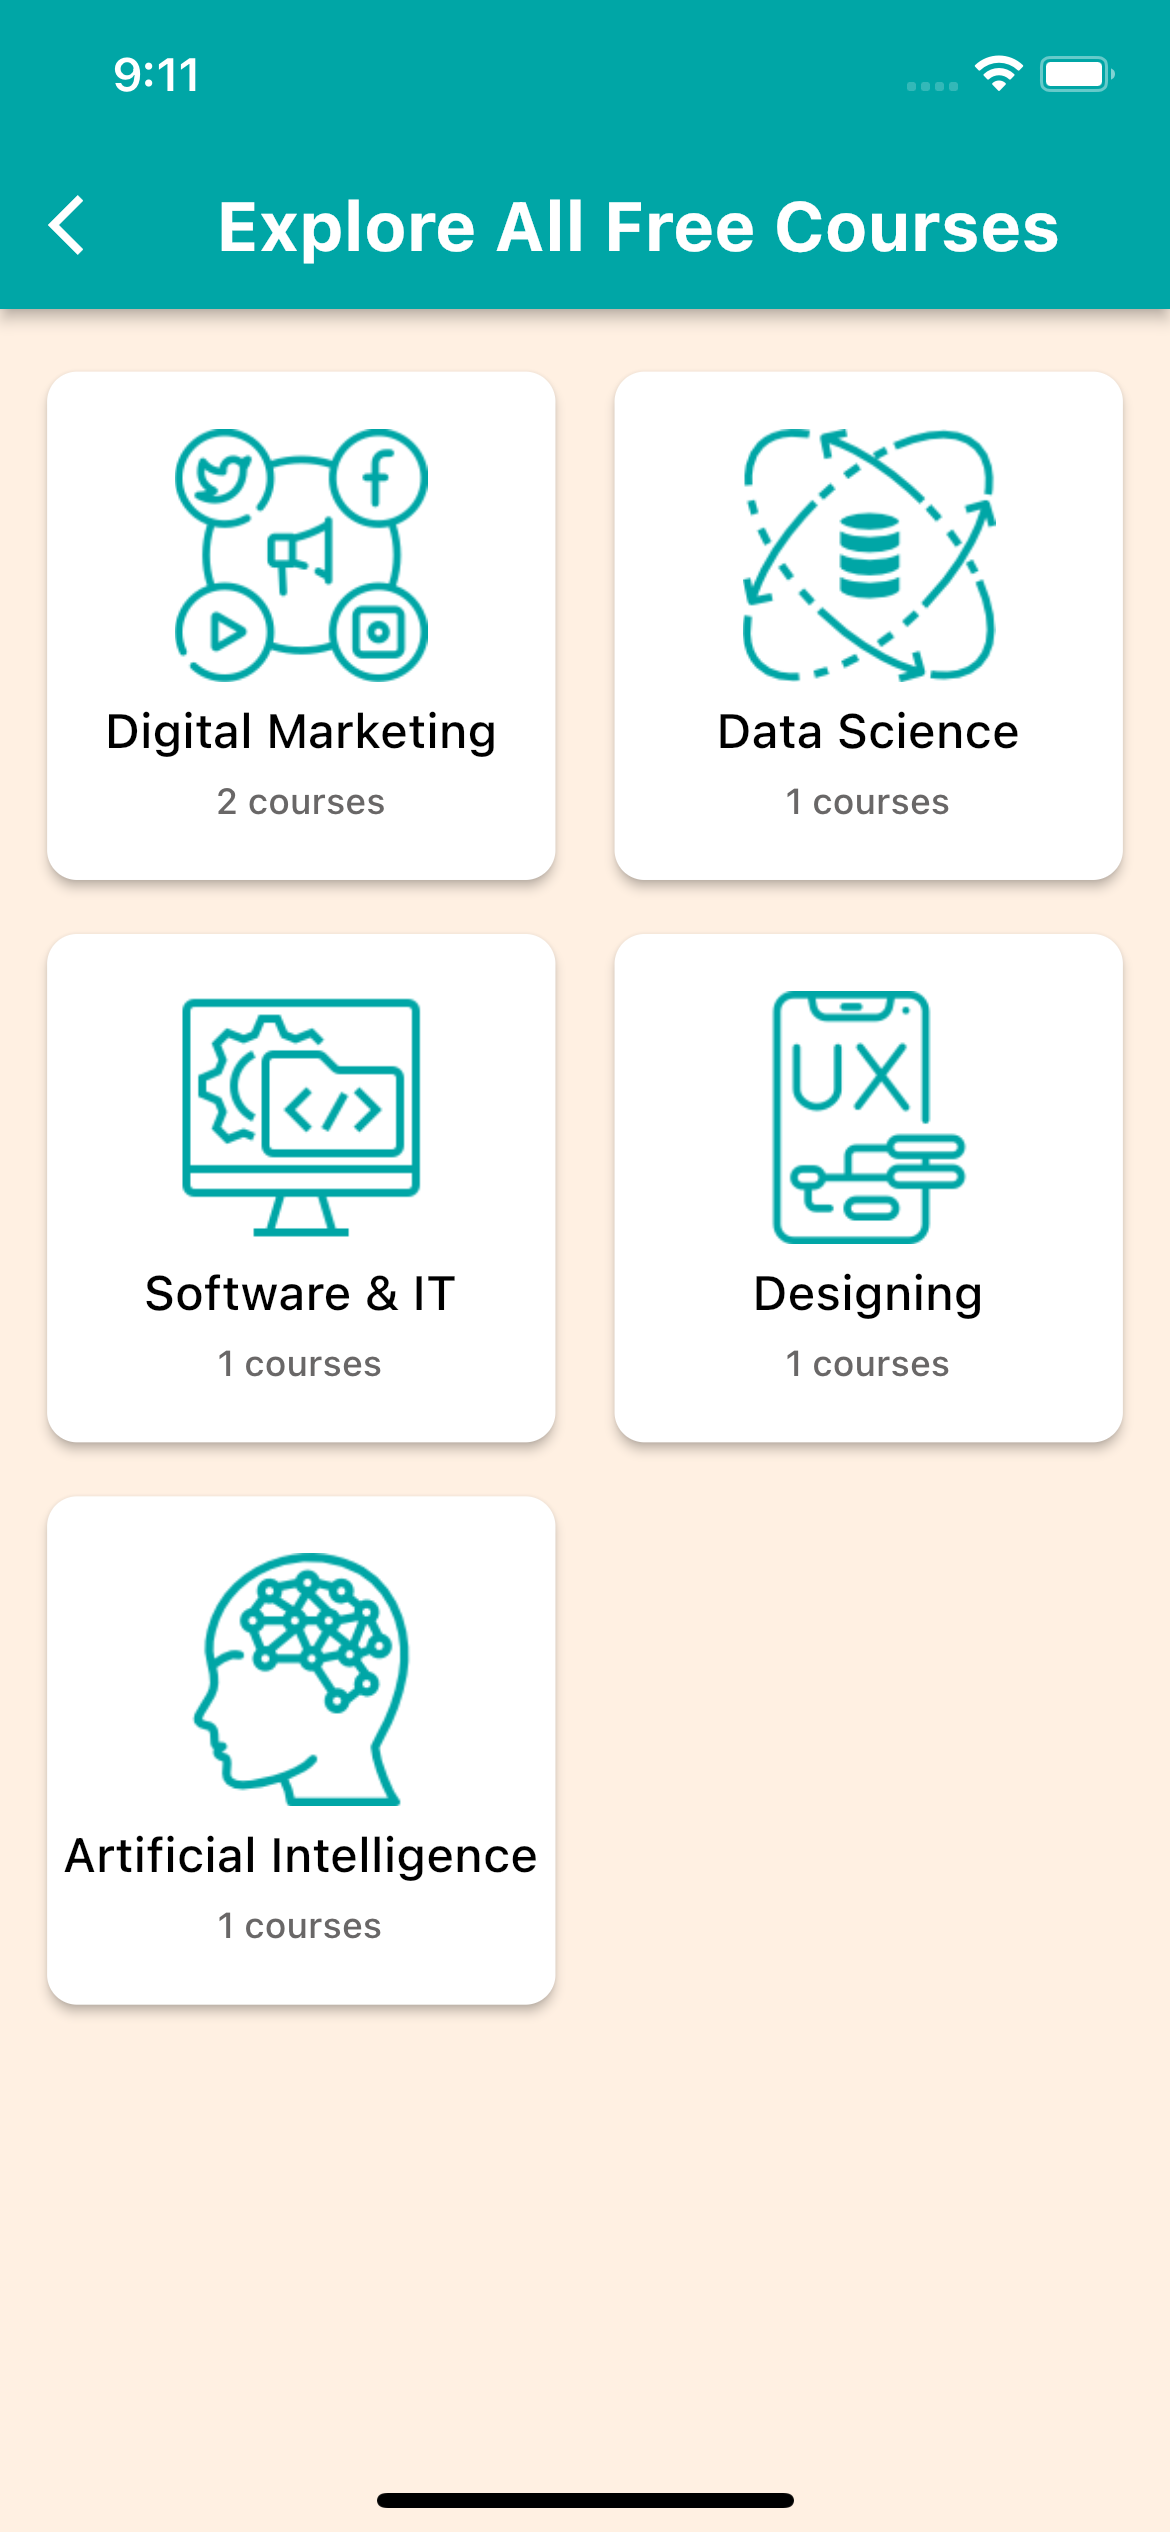 9:11
Explore All Free Courses
Digital Marketing
2 courses
Data Science
1 courses
Software & IT
1 courses
UX
Designing
1 courses
Artificial Intelligence
1 courses